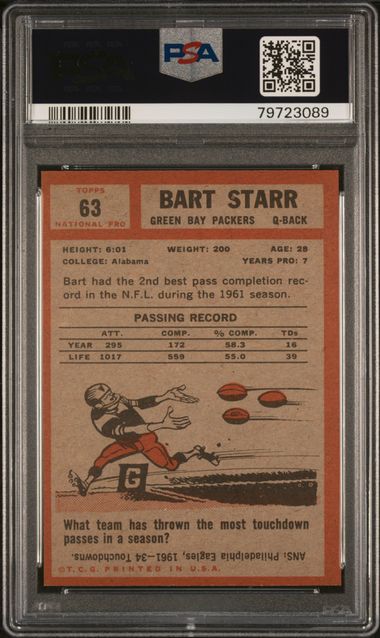 PSA
79723089
TOPPS
63
NATIONAL FBO
BART STARR
GREEN BAY PACKERS Q-BACK
HEIGHT: 6:01 WEIGHT: 200 AGE: 28
COLLEGE: Alabama YEARS PRO: 7
Bart had the 2nd best pass completion rec-
ord in the N.F.L. during the 1961 season.
PASSING RECORD
ATT. COMP. % COMP. TDs
YEAR 295 172 58.3 16
LIFE 1017 559 55.0 39
G
What team has thrown the most touchdown
passes in a season?
ANS: Philadelphia Eagles, 1961—34 Touchdowns.
©T.C.G. PRINTED IN U.S.A.